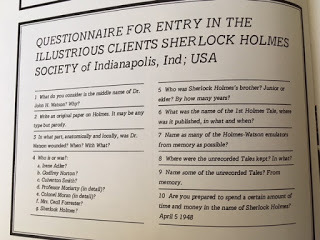 QUESTIONNAIRE FOR ENTRY IN THE
ILLUSTRIOUS CLIENTS SHERLOCK HOLMES
SOCIETY of Indianapolis, Ind; USA
1 What do you consider is the middle name of Dr.
John H. Watson? Why?
2 Write an original paper on Holmes. It may be any
type but parody.
3 In what part, anatomically and locally, was Dr.
Watson wounded? When? With What?
4 Who is or was?:
a. Irene Adler?
b. Godfrey Norton?
c. Culverton Smith?
d. Professor Moriarty (in detail)?
e. Colonel Moran (in detail)?
f. Mrs. Cecil Forrester?
g. Sherlock Holmes?
5 Who was Sherlock Holmes's brother? Junior or
elder? By how many years?
6 What was the name of the 1st Holmes Tale, where
was it published, in what and when?
7 Name as many of the Holmes-Watson emulators
from memory as possible?
8 Where were the unrecorded Tales kept? In what?
9 Name some of the unrecorded Tales? From
memory.
10 Are you prepared to spend a certain amount of
time and money in the name of Sherlock Holmes?
April 5 1948